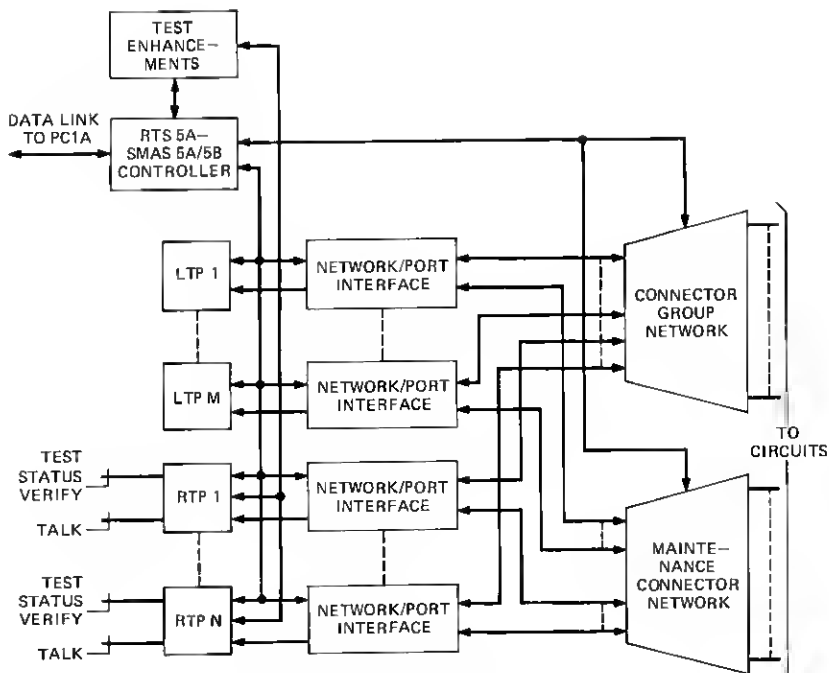 TEST
ENHANCE-
MENTS
DATA LINK
TO PC1A
RTS 5A-
SMAS 5A/5B
CONTROLLER
LTP 1
NETWORK/PORT
INTERFACE
CONNECTOR
GROUP
NETWORK
LTP M
NETWORK/PORT
INTERFACE
TO
CIRCUITS
TEST
STATUS
VERIFY
TALK
RTP 1
NETWORK/PORT
INTERFACE
MAINTE-
NANCE
CONNECTOR
NETWORK
TEST
STATUS
VERIFY
TALK
RTP N
NETWORK/PORT
INTERFACE